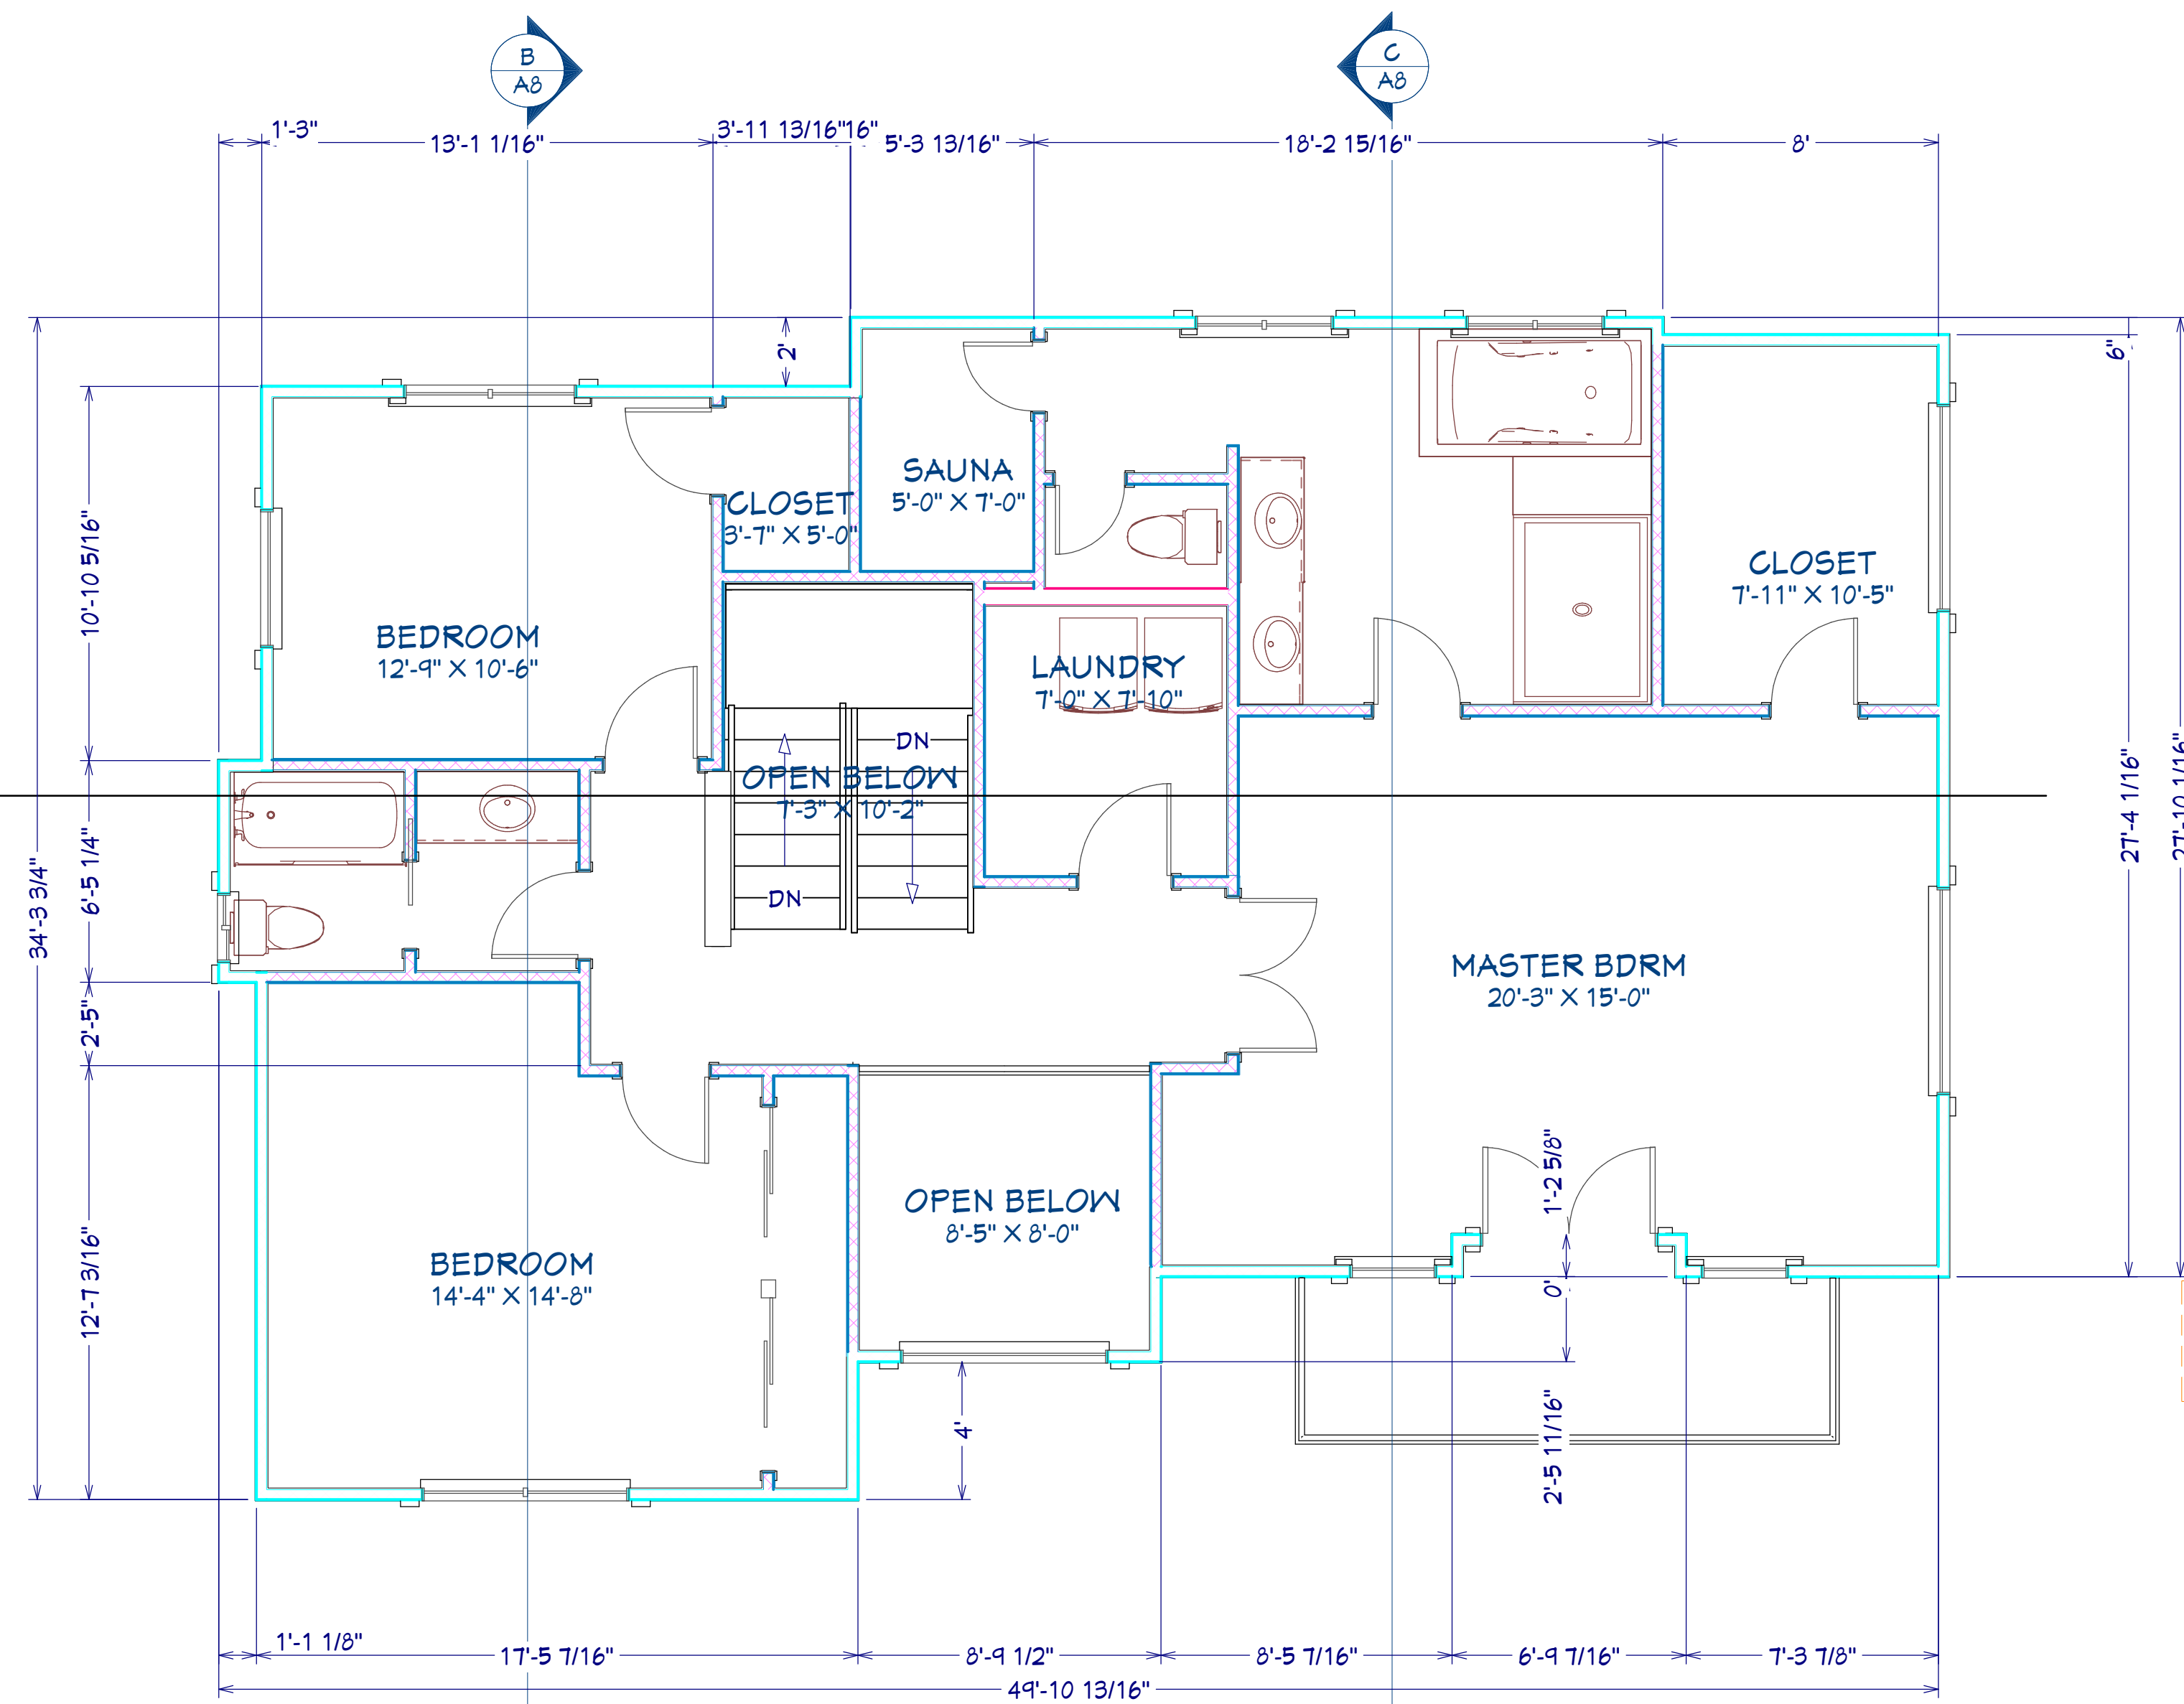 B
A8
C
A8
1'-3"
13'-1 1/16"
3'-11 13/16"
16"
5'-3 13/16"
18'-2 15/16"
8'
2'
6"
SAUNA
5'-0" X 7'-0"
CLOSET
3'-7" X 5'-0"
CLOSET
7'-11" X 10'-5"
10'-10 5/16"
BEDROOM
12'-9" X 10'-6"
LAUNDRY
7'-0" X 7'-10"
DN
OPEN BELOW
7'-3" X 10'-2"
DN
27'-4 1/16"
27'-10 1/16"
34'-3 3/4"
6'-5 1/4"
2'-5"
MASTER BDRM
20'-3" X 15'-0"
1'-2 5/8"
OPEN BELOW
8'-5" X 8'-0"
BEDROOM
14'-4" X 14'-8"
12'-7 3/16"
0'
4'
2'-5 11/16"
1'-1 1/8"
17'-5 7/16"
8'-9 1/2"
8'-5 7/16"
6'-9 7/16"
7'-3 7/8"
49'-10 13/16"